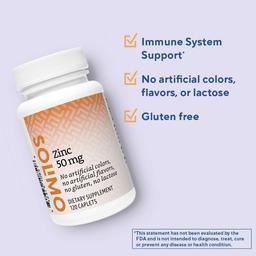 Immune System
Support*
No artificial colors,
flavors, or lactose
Gluten free
Zinc
50 mg
No artificial colors,
no artificial flavors,
no gluten, no lactose
DIETARY SUPPLEMENT
120 CAPLETS
*This statement has not been evaluated by the
FDA and is not intended to diagnose, treat, cure
or prevent any disease or health condition.